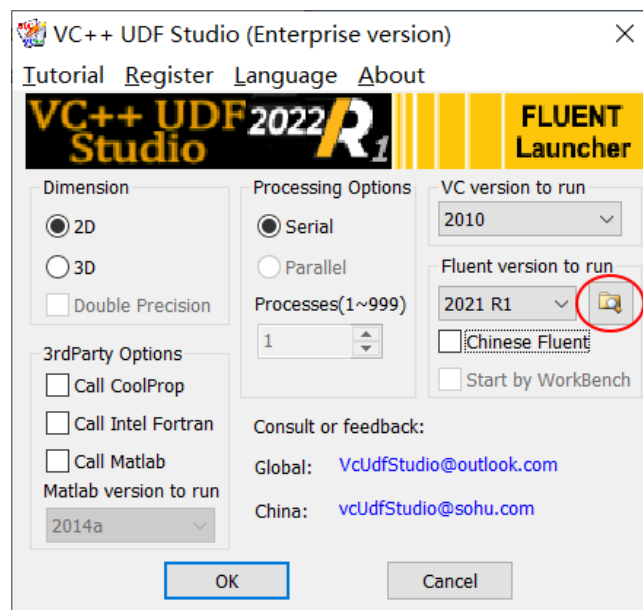 VC++ UDF Studio (Enterprise version)
Tutorial Register Language About
VC++ UDF Studio 2022 R1
FLUENT
Launcher
Dimension
2D
3D
Double Precision
Processing Options
Serial
Parallel
Processes(1~999)
1
VC version to run
2010
Fluent version to run
2021 R1
Chinese Fluent
Start by WorkBench
3rdParty Options
Call CoolProp
Call Intel Fortran
Call Matlab
Matlab version to run
2014a
Consult or feedback:
Global: VcUdfStudio@outlook.com
China: vcUdfStudio@sohu.com
OK
Cancel